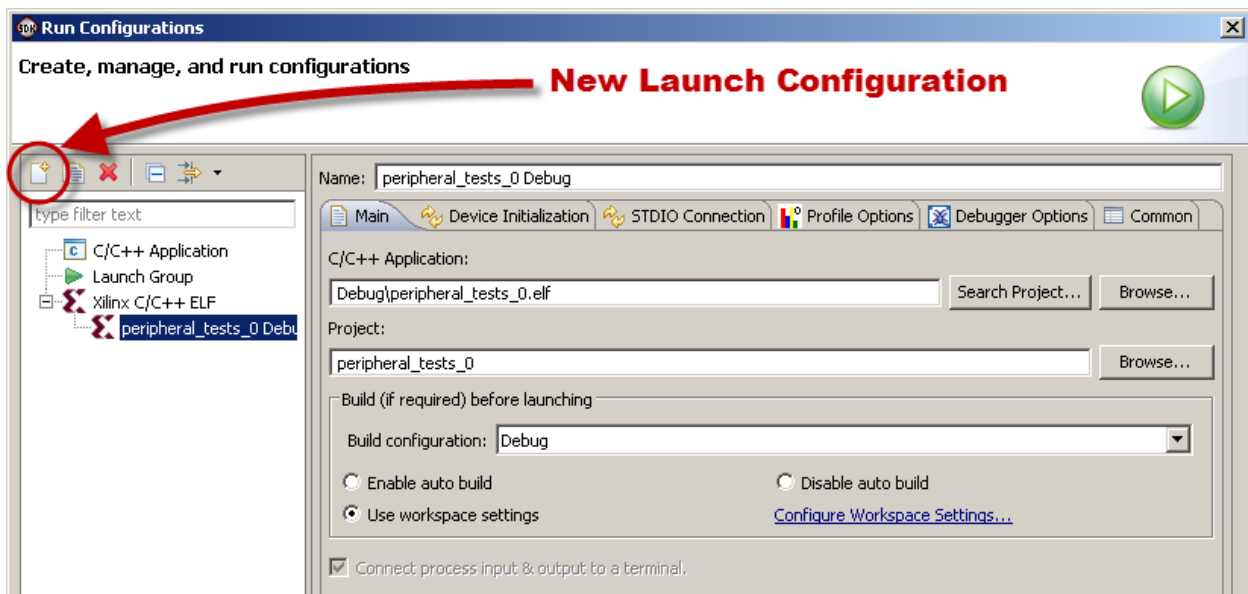 SDK Run Configurations
Create, manage, and run configurations
New Launch Configuration
Name: peripheral_tests_0 Debug
type filter text
Main Device Initialization STDIO Connection Profile Options Debugger Options Common
C/C++ Application
Launch Group
Xilinx C/C++ ELF
peripheral_tests_0 Debu
C/C++ Application:
Debug\peripheral_tests_0.elf Search Project... Browse...
Project:
peripheral_tests_0 Browse...
Build (if required) before launching
Build configuration: Debug
Enable auto build Disable auto build
Use workspace settings Configure Workspace Settings...
Connect process input & output to a terminal.